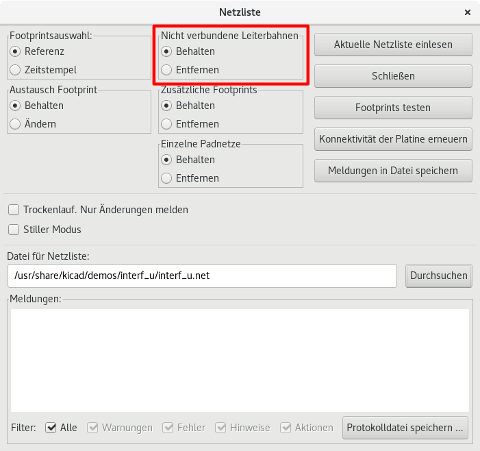 Netzliste
Footprintsauswahl:
Referenz
Zeitstempel
Nicht verbundene Leiterbahnen
Behalten
Entfernen
Aktuelle Netzliste einlesen
Schließen
Austausch Footprint
Behalten
Ändern
Zusätzliche Footprints
Behalten
Entfernen
Footprints testen
Konnektivität der Platine erneuern
Einzelne Padnetze
Behalten
Entfernen
Meldungen in Datei speichern
Trockenlauf. Nur Änderungen melden
Stiller Modus
Datei für Netzliste:
/usr/share/kicad/demos/interf_u/interf_u.net
Durchsuchen
Meldungen:
Filter: Alle Warnungen Fehler Hinweise Aktionen Protokolldatei speichern ...